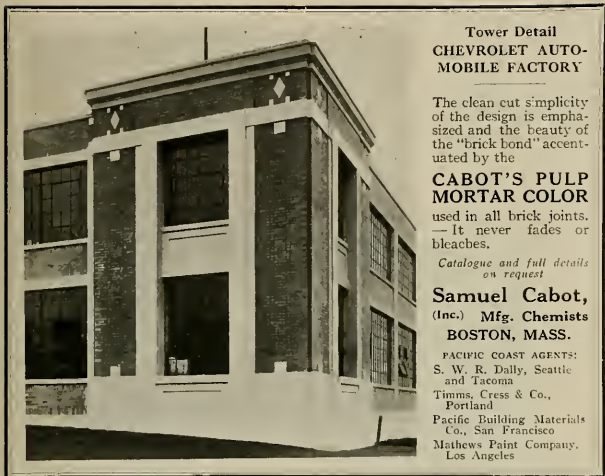 Tower Detail
CHEVROLET AUTO-
MOBILE FACTORY
The clean cut simplicity
of the design is empha-
sized and the beauty of
the "brick bond" accent-
uated by the
CABOT'S PULP
MORTAR COLOR
used in all brick joints.
— It never fades or
bleaches.
Catalogue and full details
on request
Samuel Cabot,
(Inc.) Mfg. Chemists
BOSTON, MASS.
PACIFIC COAST AGENTS:
S. W. R. Dally, Seattle
and Tacoma
Timms, Cress & Co.,
Portland
Pacific Building Materials
Co., San Francisco
Mathews Paint Company,
Los Angeles